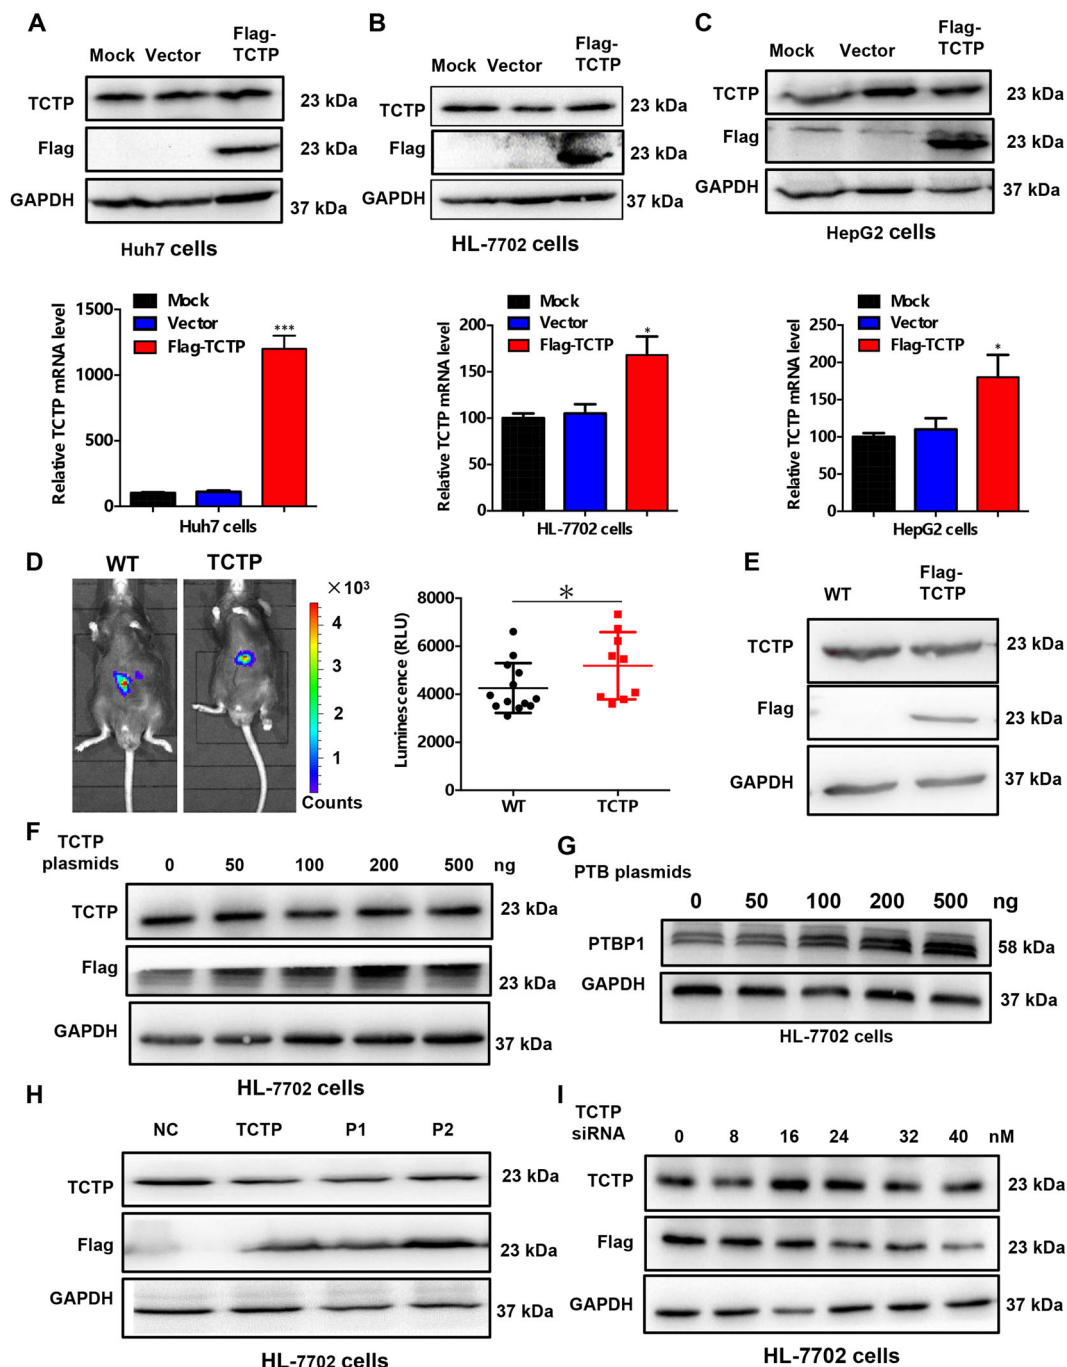 A
Mock Vector Flag-
TCTP
TCTP 23 kDa
Flag 23 kDa
GAPDH 37 kDa
Huh7 cells
B
Mock Vector Flag-
TCTP
TCTP 23 kDa
Flag 23 kDa
GAPDH 37 kDa
HL-7702 cells
C
Mock Vector Flag-
TCTP
TCTP 23 kDa
Flag 23 kDa
GAPDH 37 kDa
HepG2 cells
Relative TCTP mRNA level
1500
1000
500
0
Mock
Vector
Flag-TCTP
***
Huh7 cells
Relative TCTP mRNA level
200
150
100
50
0
Mock
Vector
Flag-TCTP
*
HL-7702 cells
Relative TCTP mRNA level
250
200
150
100
50
0
Mock
Vector
Flag-TCTP
*
HepG2 cells
D
WT TCTP
×10³
4
3
2
1
Counts
Luminescence (RLU)
8000
6000
4000
2000
0
*
WT TCTP
E
WT Flag-
TCTP
TCTP 23 kDa
Flag 23 kDa
GAPDH 37 kDa
F
TCTP
plasmids 0 50 100 200 500 ng
TCTP 23 kDa
Flag 23 kDa
GAPDH 37 kDa
HL-7702 cells
G
PTB plasmids
0 50 100 200 500 ng
PTBP1 58 kDa
GAPDH 37 kDa
HL-7702 cells
H
NC TCTP P1 P2
TCTP 23 kDa
Flag 23 kDa
GAPDH 37 kDa
HL-7702 cells
I
TCTP
siRNA 0 8 16 24 32 40 nM
TCTP 23 kDa
Flag 23 kDa
GAPDH 37 kDa
HL-7702 cells